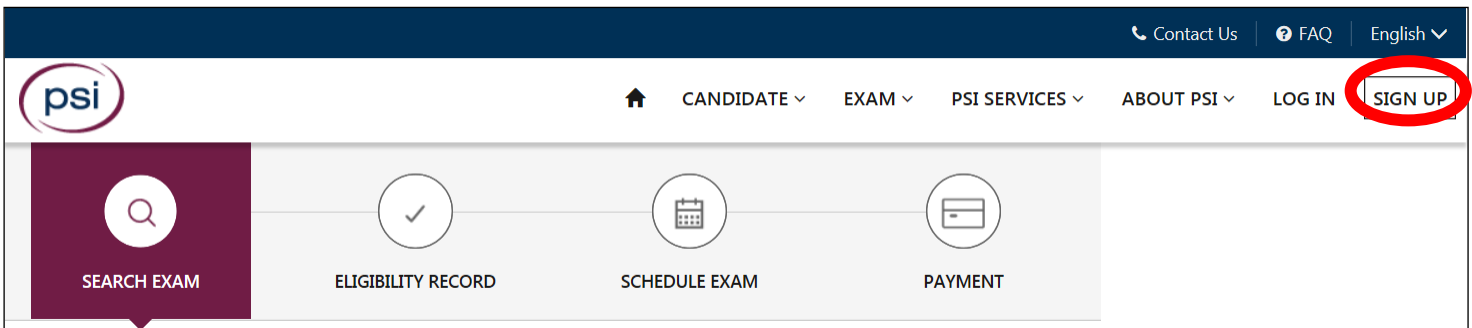 Contact Us FAQ English
psi CANDIDATE EXAM PSI SERVICES ABOUT PSI LOG IN SIGN UP
SEARCH EXAM ELIGIBILITY RECORD SCHEDULE EXAM PAYMENT